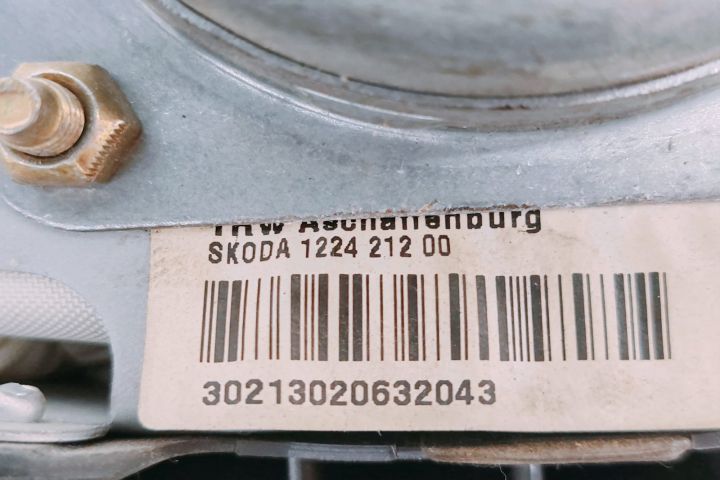 TRW Aschaffenburg
SKODA 1224 212 00
30213020632043